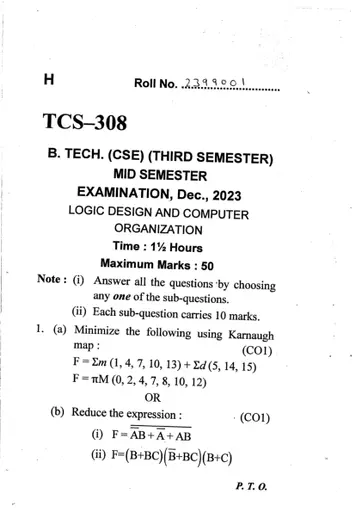 H Roll No. 2399001
TCS–308
B. TECH. (CSE) (THIRD SEMESTER)
MID SEMESTER
EXAMINATION, Dec., 2023
LOGIC DESIGN AND COMPUTER
ORGANIZATION
Time : 1½ Hours
Maximum Marks : 50
Note : (i) Answer all the questions by choosing
any one of the sub-questions.
(ii) Each sub-question carries 10 marks.
1. (a) Minimize the following using Karnaugh
map : (CO1)
F = Σm (1, 4, 7, 10, 13) + Σd (5, 14, 15)
F = πM (0, 2, 4, 7, 8, 10, 12)
OR
(b) Reduce the expression : (CO1)
(i) F = \overline{\overline{AB} + \overline{A} + AB}
(ii) F=(B+BC)(\overline{B}+BC)(B+C)
P. T. O.